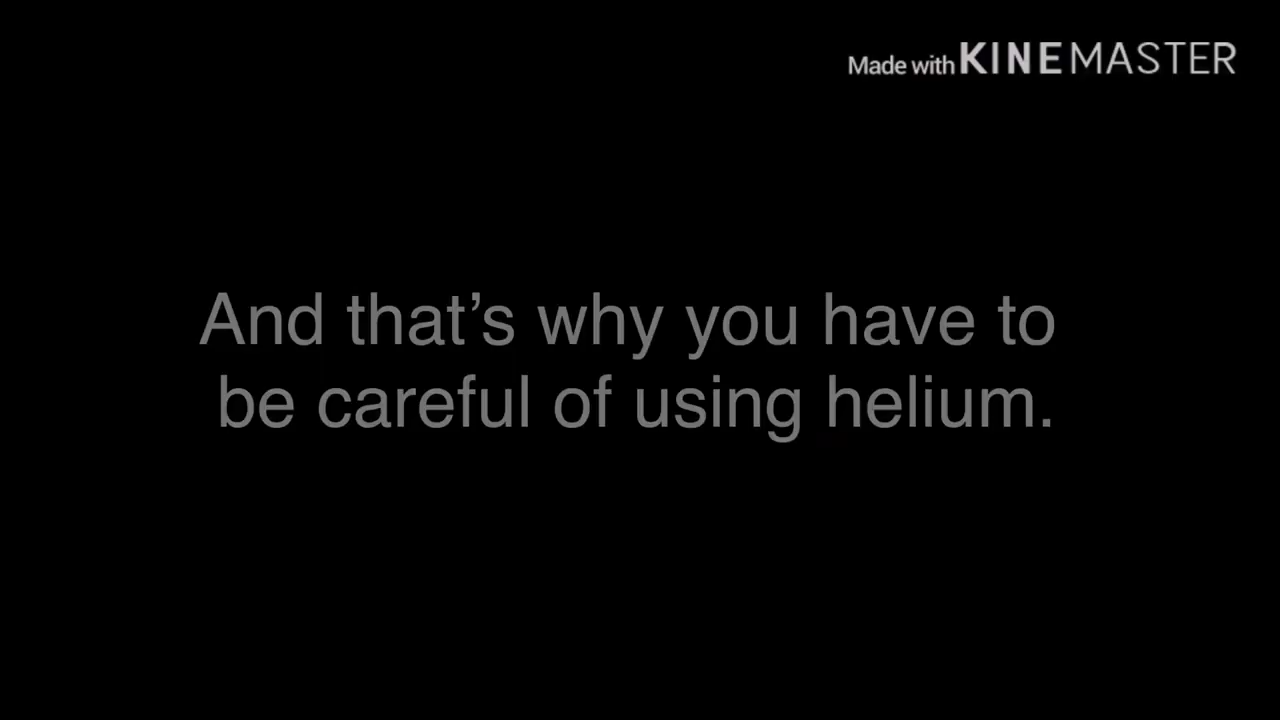 Made with KINEMASTER
And that’s why you have to
be careful of using helium.